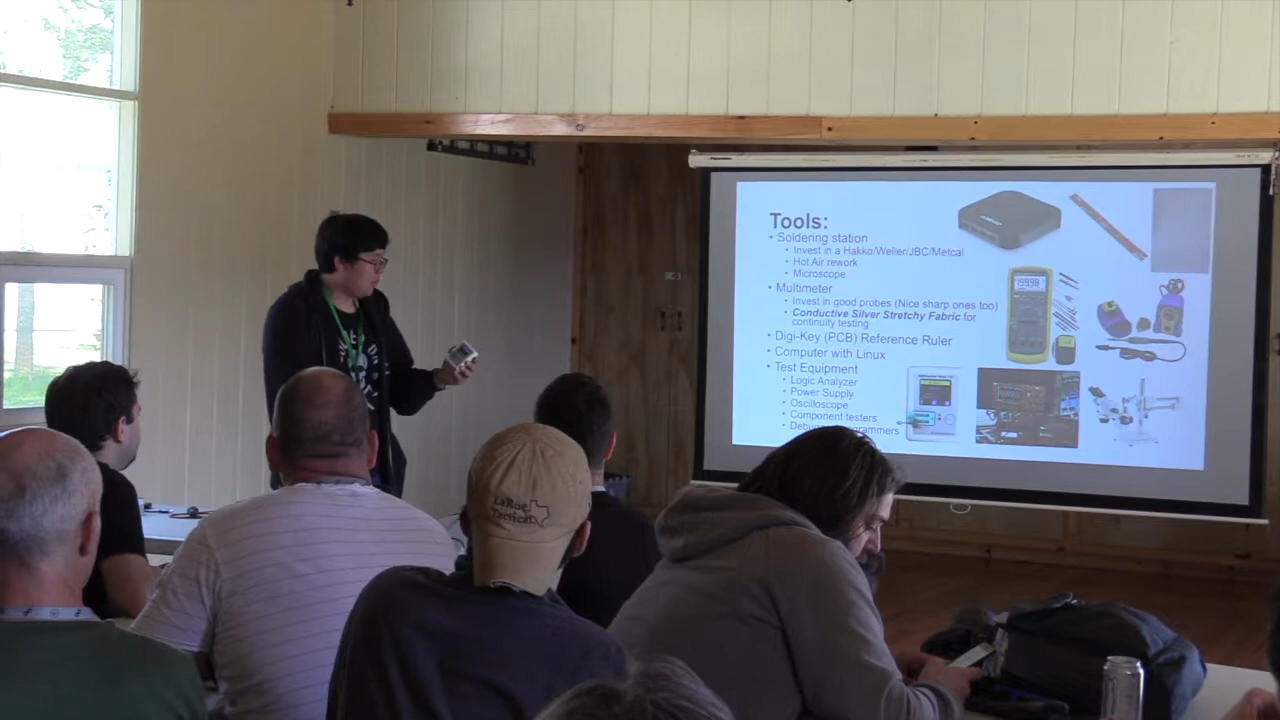 Tools:
• Soldering station
• Invest in a Hakko/Weller/JBC/Metcal
• Hot Air rework
• Microscope
• Multimeter
• Invest in good probes (Nice sharp ones too)
• Conductive Silver Stretchy Fabric for
continuity testing
• Digi-Key (PCB) Reference Ruler
• Computer with Linux
• Test Equipment
• Logic Analyzer
• Power Supply
• Oscilloscope
• Component testers
LaRue
Tactical